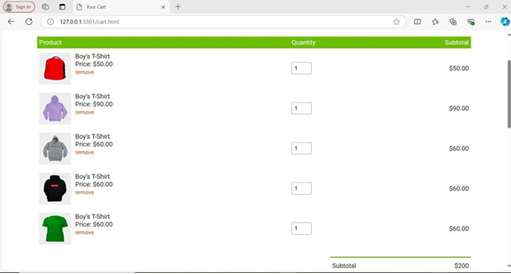 Sign in
Your Cart
127.0.0.1:5501/cart.html
Product Quantity Subtotal
Boy's T-Shirt
Price: $50.00
remove
1
$50.00
Boy's T-Shirt
Price: $90.00
remove
1
$90.00
Boy's T-Shirt
Price: $60.00
remove
1
$60.00
Boy's T-Shirt
Price: $60.00
remove
1
$60.00
Boy's T-Shirt
Price: $60.00
remove
1
$60.00
Subtotal $200